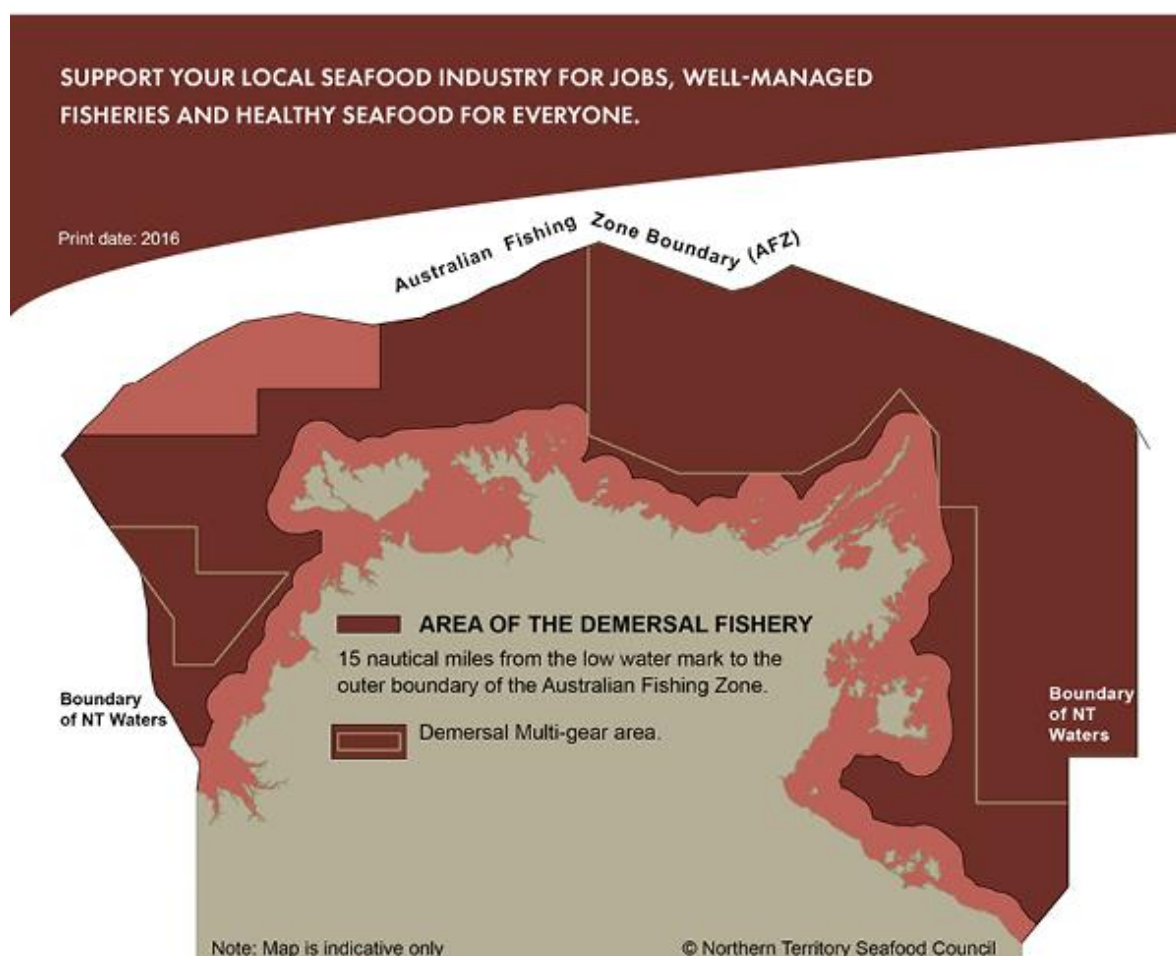 SUPPORT YOUR LOCAL SEAFOOD INDUSTRY FOR JOBS, WELL-MANAGED
FISHERIES AND HEALTHY SEAFOOD FOR EVERYONE.
Print date: 2016
Australian Fishing Zone Boundary (AFZ)
AREA OF THE DEMERSAL FISHERY
15 nautical miles from the low water mark to the
outer boundary of the Australian Fishing Zone.
Boundary
of NT Waters
Demersal Multi-gear area.
Boundary
of NT
Waters
Note: Map is indicative only
© Northern Territory Seafood Council